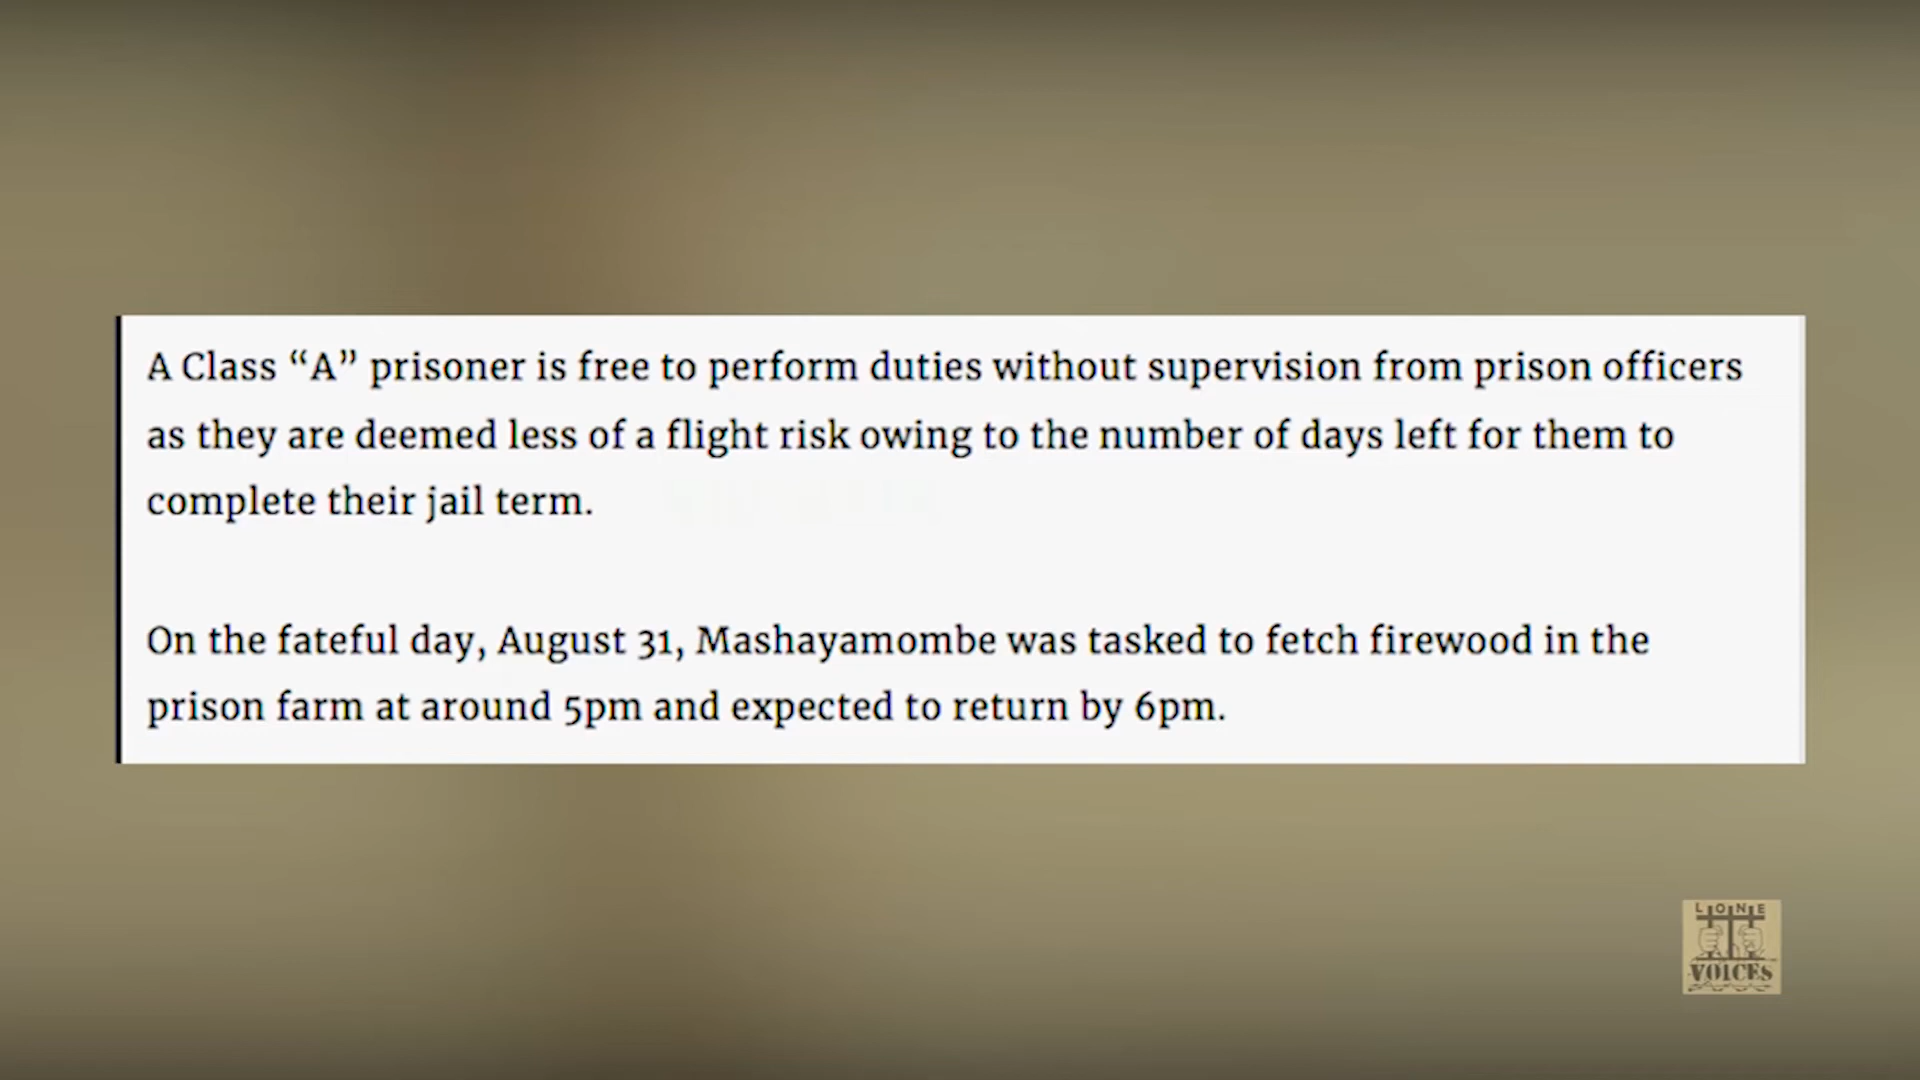 A Class “A” prisoner is free to perform duties without supervision from prison officers
as they are deemed less of a flight risk owing to the number of days left for them to
complete their jail term.
On the fateful day, August 31, Mashayamombe was tasked to fetch firewood in the
prison farm at around 5pm and expected to return by 6pm.
LONE
VOICES